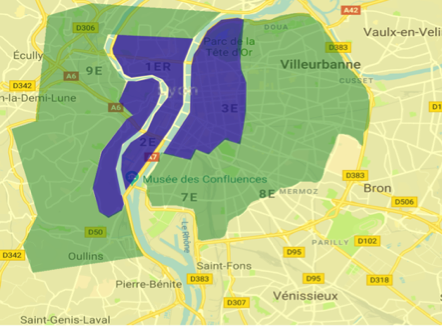 A42
D306
DOUA
Parc de la
Tête d'Or
D383
Vaulx-en-Veli
Écully
1ER
Villeurbanne
9E
A6
CUSSET
D342
n-la-Demi-Lune
Lyon
A6
3E
D1
2E
A7
D383
Musée des Confluences
Bron
MERMOZ
7E
8E
D506
D50
Le Rhône
PARILLY
D102
D342
Oullins
D95
Saint-Fons
D383
D95
D318
Pierre-Bénite
D307
Vénissieux
Saint-Genis-Laval